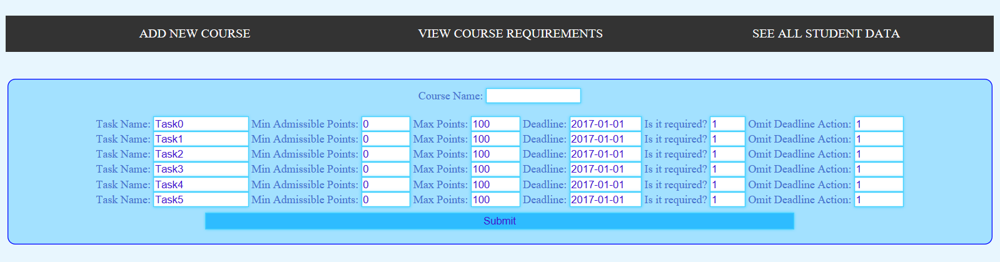 ADD NEW COURSE VIEW COURSE REQUIREMENTS SEE ALL STUDENT DATA
Course Name:
Task Name: Task0 Min Admissible Points: 0 Max Points: 100 Deadline: 2017-01-01 Is it required? 1 Omit Deadline Action: 1
Task Name: Task1 Min Admissible Points: 0 Max Points: 100 Deadline: 2017-01-01 Is it required? 1 Omit Deadline Action: 1
Task Name: Task2 Min Admissible Points: 0 Max Points: 100 Deadline: 2017-01-01 Is it required? 1 Omit Deadline Action: 1
Task Name: Task3 Min Admissible Points: 0 Max Points: 100 Deadline: 2017-01-01 Is it required? 1 Omit Deadline Action: 1
Task Name: Task4 Min Admissible Points: 0 Max Points: 100 Deadline: 2017-01-01 Is it required? 1 Omit Deadline Action: 1
Task Name: Task5 Min Admissible Points: 0 Max Points: 100 Deadline: 2017-01-01 Is it required? 1 Omit Deadline Action: 1
Submit